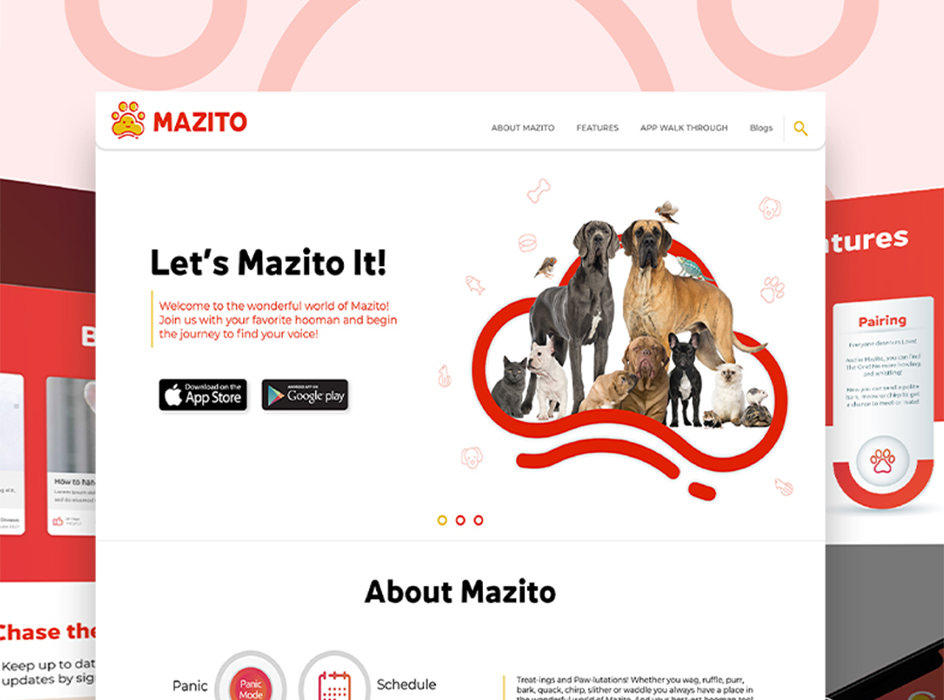 MAZITO
ABOUT MAZITO
FEATURES
APP WALK THROUGH
Blogs
Let's Mazito It!
Welcome to the wonderful world of Mazito!
Join us with your favorite hooman and begin
the journey to find your voice!
Download on the
App Store
ANDROID APP ON
Google play
About Mazito
Panic
Panic
Mode
Schedule
Treat-ings and Paw-lutations! Whether you wag, ruffle, purr,
bark, quack, chirp, slither or waddle you always have a place in
the wonderful world of Mazito. And your best-est hooman too!
How to han
Chase the
Keep up to dat
updates by sig
atures
Pairing
Everyone deserves Love!